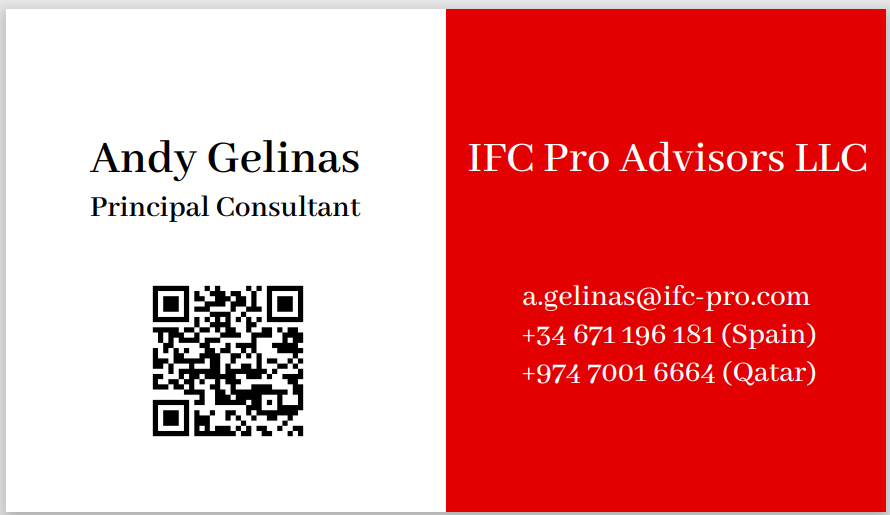 Andy Gelinas
Principal Consultant
IFC Pro Advisors LLC
a.gelinas@ifc-pro.com
+34 671 196 181 (Spain)
+974 7001 6664 (Qatar)